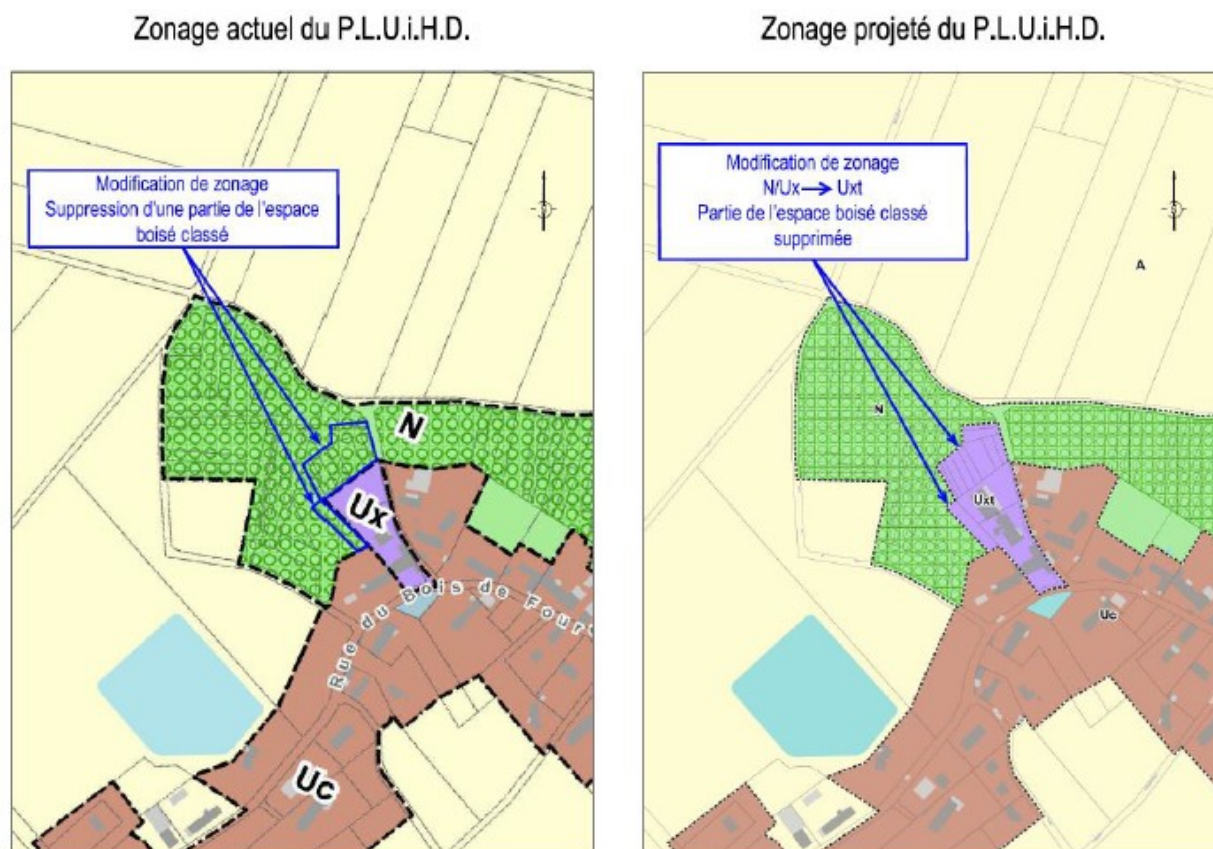 Zonage actuel du P.L.U.i.H.D.
Modification de zonage
Suppression d'une partie de l'espace
boisé classé
N
Ux
Rue du Bois de Four
Uc
Zonage projeté du P.L.U.i.H.D.
Modification de zonage
N/Ux → Uxt
Partie de l'espace boisé classé
supprimée
A
N
Uxt
Uc